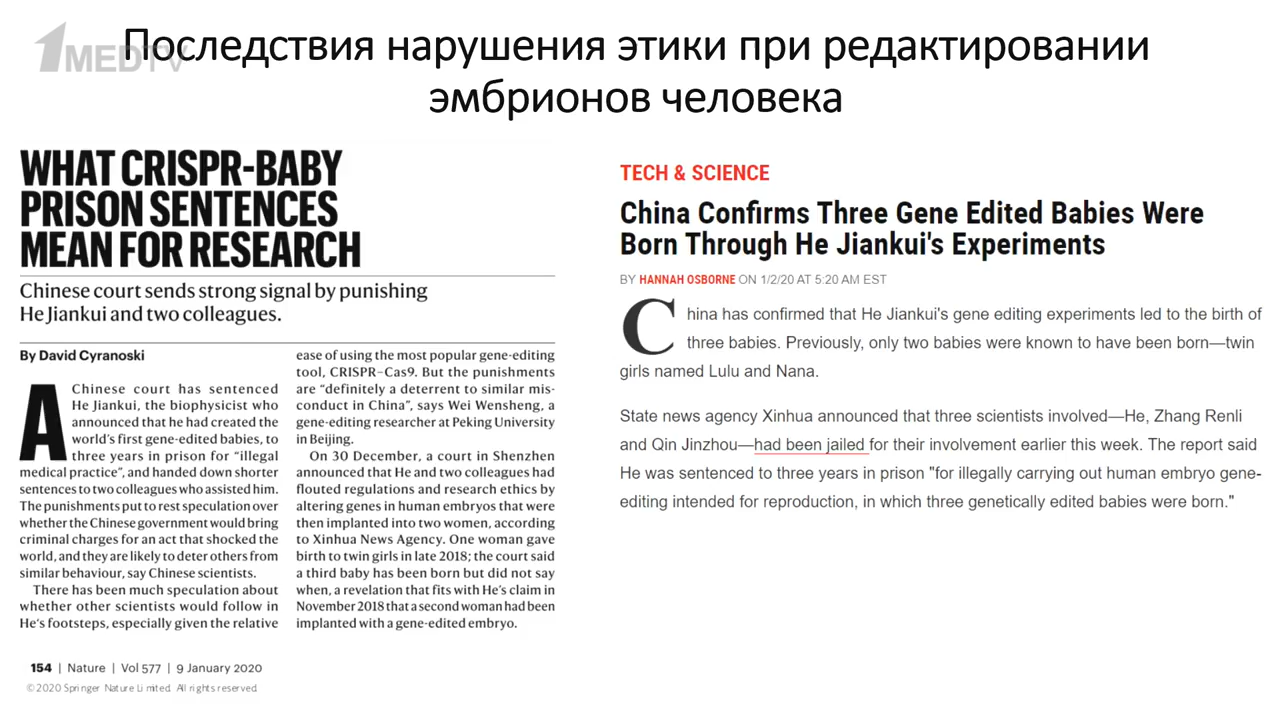 1MEDTV
Последствия нарушения этики при редактировании
эмбрионов человека
WHAT CRISPR-BABY
PRISON SENTENCES
MEAN FOR RESEARCH
Chinese court sends strong signal by punishing
He Jiankui and two colleagues.
By David Cyranoski
A Chinese court has sentenced
He Jiankui, the biophysicist who
announced that he had created the
world's first gene-edited babies, to
three years in prison for “illegal
medical practice”, and handed down shorter
sentences to two colleagues who assisted him.
The punishments put to rest speculation over
whether the Chinese government would bring
criminal charges for an act that shocked the
world, and they are likely to deter others from
similar behaviour, say Chinese scientists.
There has been much speculation about
whether other scientists would follow in
He's footsteps, especially given the relative
ease of using the most popular gene-editing
tool, CRISPR–Cas9. But the punishments
are “definitely a deterrent to similar mis-
conduct in China”, says Wei Wensheng, a
gene-editing researcher at Peking University
in Beijing.
On 30 December, a court in Shenzhen
announced that He and two colleagues had
flouted regulations and research ethics by
altering genes in human embryos that were
then implanted into two women, according
to Xinhua News Agency. One woman gave
birth to twin girls in late 2018; the court said
a third baby has been born but did not say
when, a revelation that fits with He's claim in
November 2018 that a second woman had been
implanted with a gene-edited embryo.
154 | Nature | Vol 577 | 9 January 2020
©2020 Springer Nature Limited. All rights reserved.
TECH & SCIENCE
China Confirms Three Gene Edited Babies Were
Born Through He Jiankui's Experiments
BY HANNAH OSBORNE ON 1/2/20 AT 5:20 AM EST
China has confirmed that He Jiankui's gene editing experiments led to the birth of
three babies. Previously, only two babies were known to have been born—twin
girls named Lulu and Nana.
State news agency Xinhua announced that three scientists involved—He, Zhang Renli
and Qin Jinzhou—had been jailed for their involvement earlier this week. The report said
He was sentenced to three years in prison "for illegally carrying out human embryo gene-
editing intended for reproduction, in which three genetically edited babies were born."